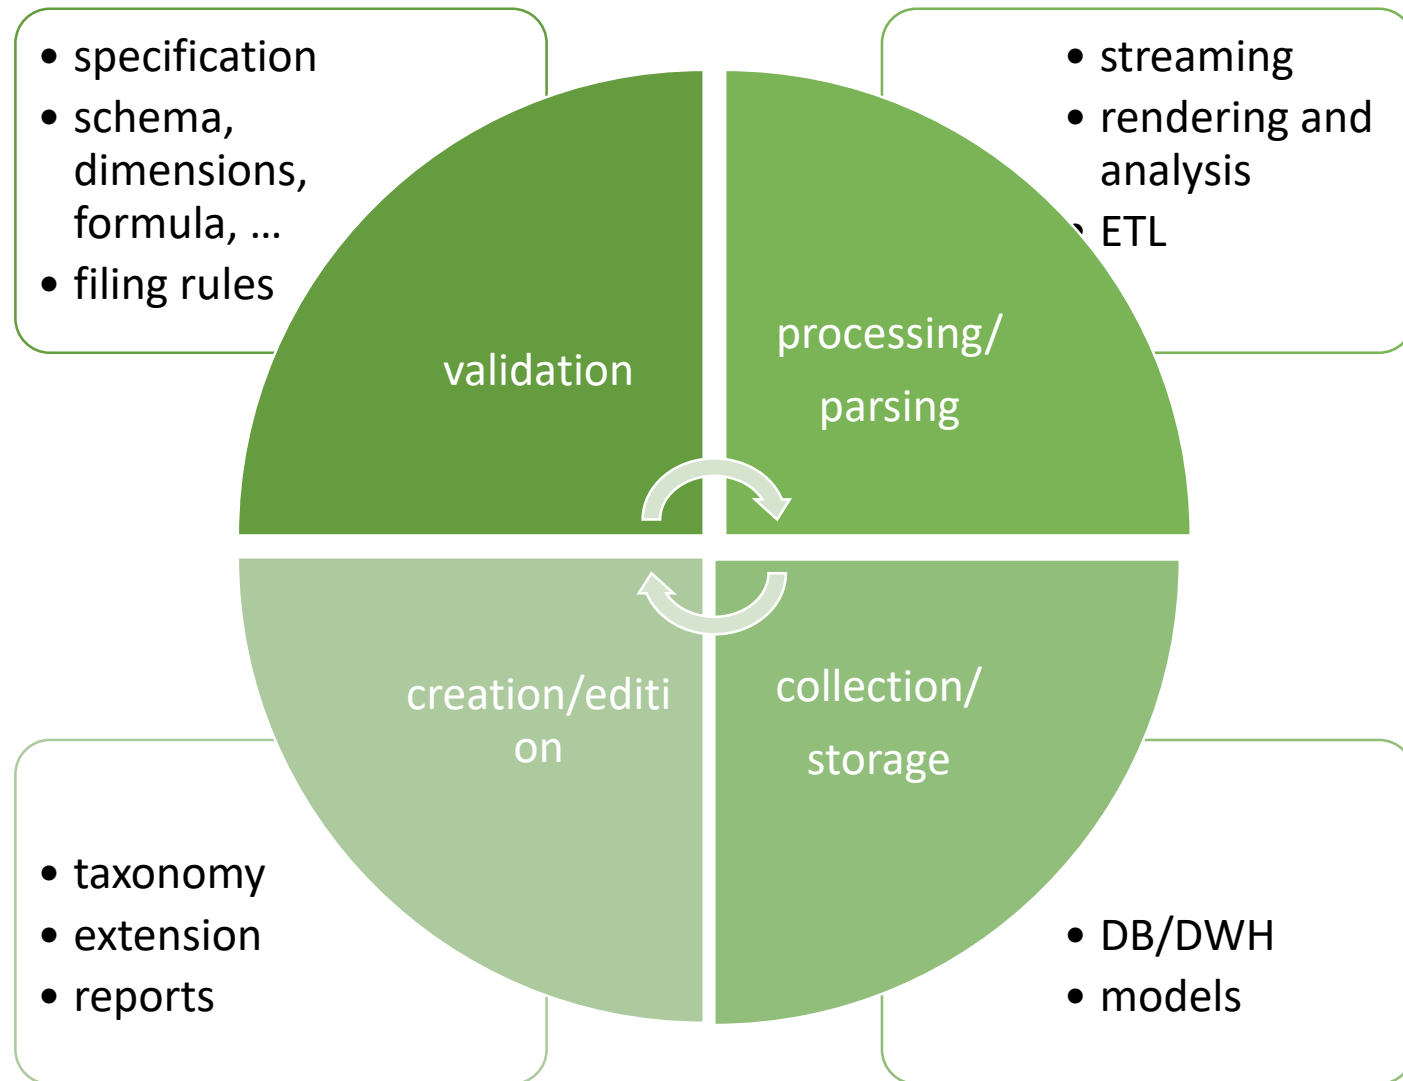 • specification
• schema,
dimensions,
formula, ...
• filing rules
• streaming
• rendering and
analysis
• ETL
validation
processing/
parsing
creation/editi
on
collection/
storage
• taxonomy
• extension
• reports
• DB/DWH
• models